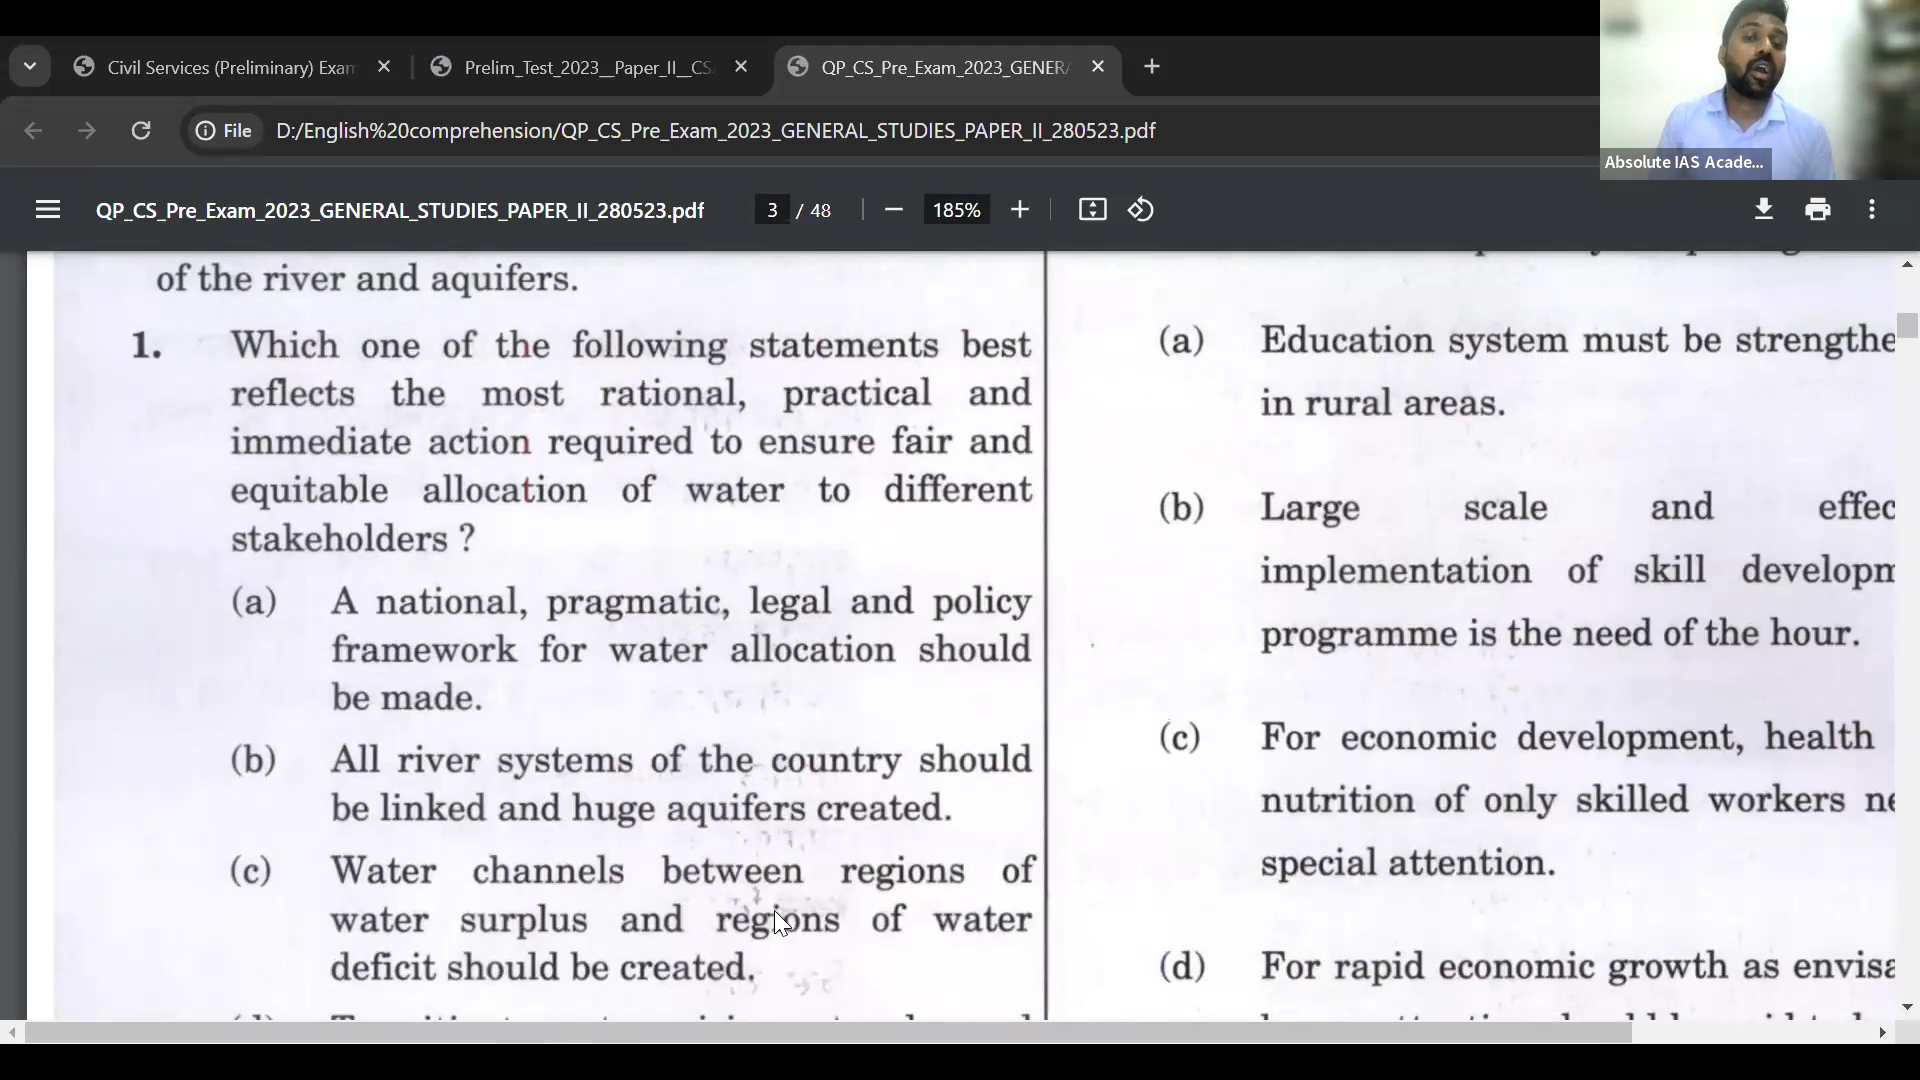 Civil Services (Preliminary) Exam
Prelim_Test_2023__Paper_II__CS
QP_CS_Pre_Exam_2023_GENER
File
D:/English%20comprehension/QP_CS_Pre_Exam_2023_GENERAL_STUDIES_PAPER_II_280523.pdf
Absolute IAS Acade...
QP_CS_Pre_Exam_2023_GENERAL_STUDIES_PAPER_II_280523.pdf
3 / 48
185%
of the river and aquifers.
1. Which one of the following statements best
reflects the most rational, practical and
immediate action required to ensure fair and
equitable allocation of water to different
stakeholders ?
(a) A national, pragmatic, legal and policy
framework for water allocation should
be made.
(b) All river systems of the country should
be linked and huge aquifers created.
(c) Water channels between regions of
water surplus and regions of water
deficit should be created.
(a) Education system must be strengthe
in rural areas.
(b) Large scale and effec
implementation of skill developm
programme is the need of the hour.
(c) For economic development, health
nutrition of only skilled workers ne
special attention.
(d) For rapid economic growth as envisa